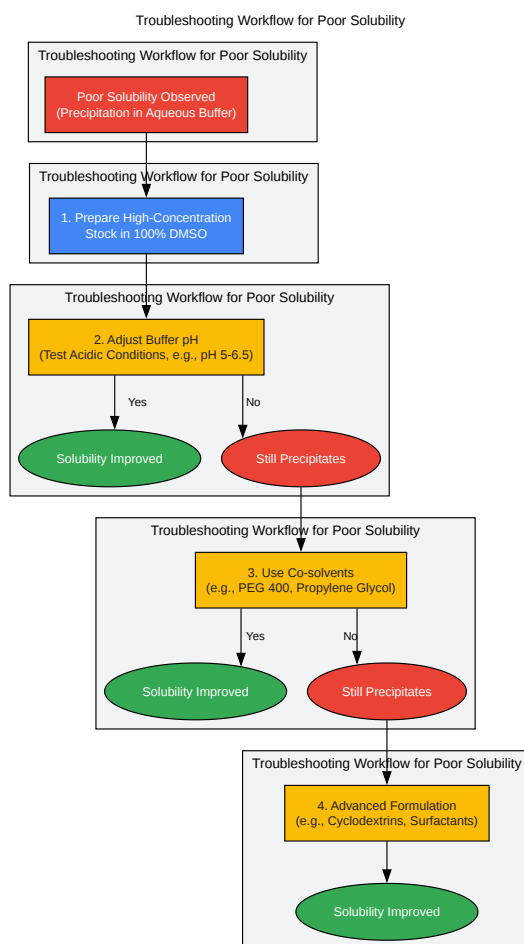 Troubleshooting Workflow for Poor Solubility
Troubleshooting Workflow for Poor Solubility
Poor Solubility Observed
(Precipitation in Aqueous Buffer)
Troubleshooting Workflow for Poor Solubility
1. Prepare High-Concentration
Stock in 100% DMSO
Troubleshooting Workflow for Poor Solubility
2. Adjust Buffer pH
(Test Acidic Conditions, e.g., pH 5-6.5)
Yes
No
Solubility Improved
Still Precipitates
Troubleshooting Workflow for Poor Solubility
3. Use Co-solvents
(e.g., PEG 400, Propylene Glycol)
Yes
No
Solubility Improved
Still Precipitates
Troubleshooting Workflow for Poor Solubility
4. Advanced Formulation
(e.g., Cyclodextrins, Surfactants)
Solubility Improved